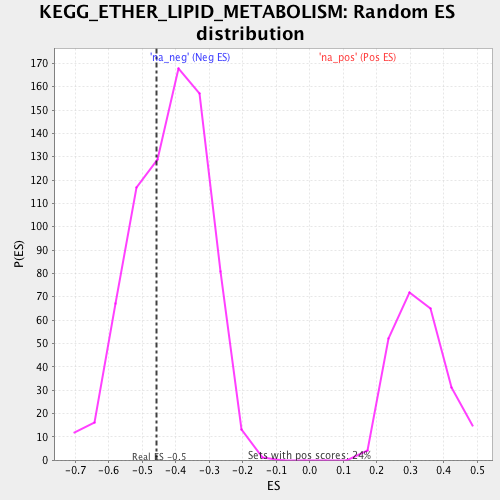 KEGG_ETHER_LIPID_METABOLISM: Random ES
distribution
'na_neg' (Neg ES)
'na_pos' (Pos ES)
P(ES)
170
160
150
140
130
120
110
100
90
80
70
60
50
40
30
20
10
0
Real ES -0.5
Sets with pos scores: 24%
-0.7 -0.6 -0.5 -0.4 -0.3 -0.2 -0.1 0.0 0.1 0.2 0.3 0.4 0.5
ES